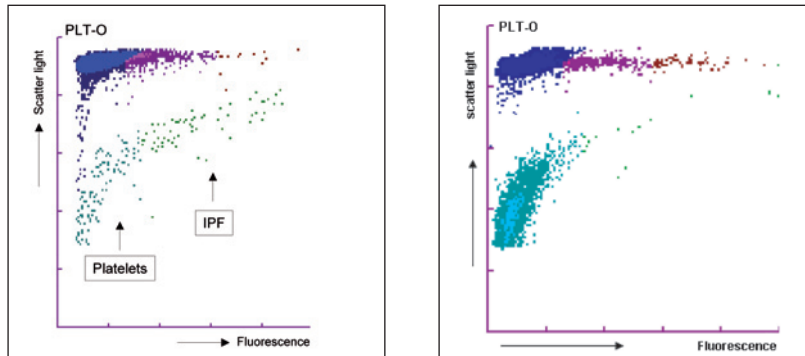 PLT-O
Scatter light
IPF
Platelets
Fluorescence
PLT-O
scatter light
Fluorescence